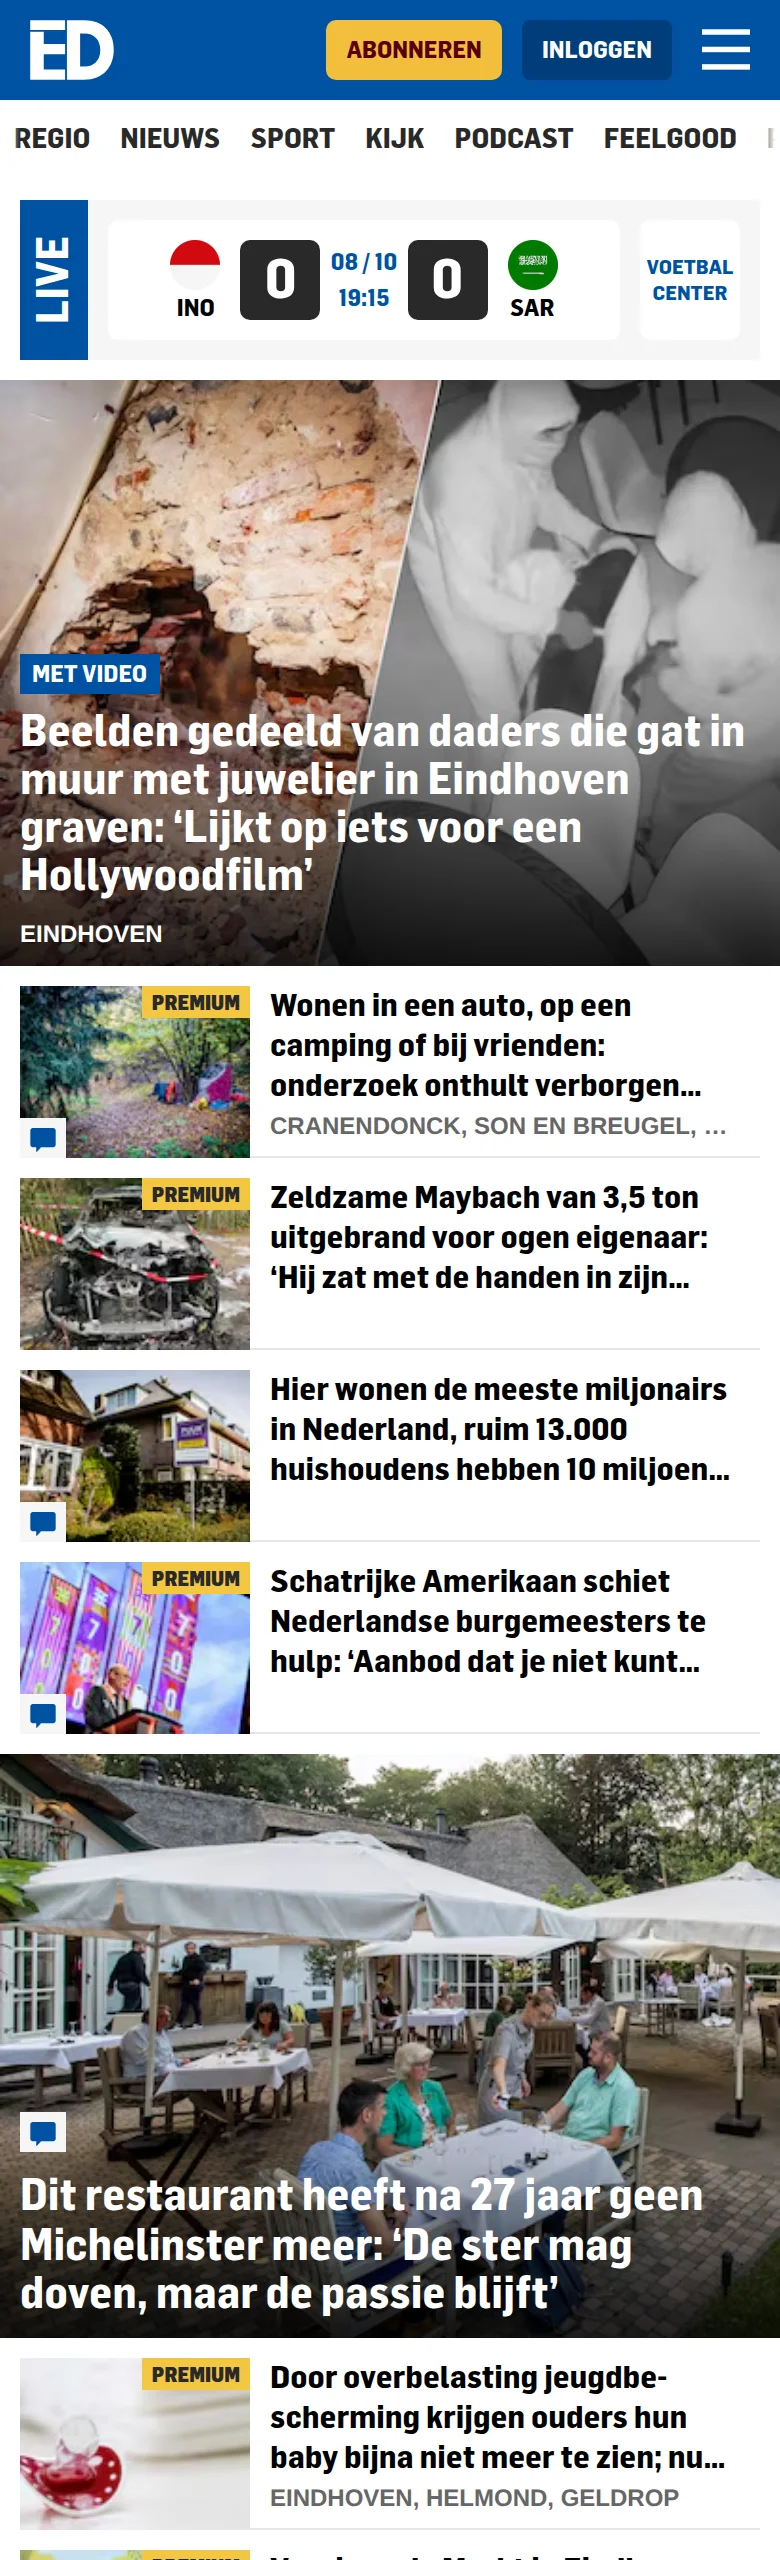 ED
ABONNEREN
INLOGGEN
REGIO NIEUWS SPORT KIJK PODCAST FEELGOOD
LIVE
INO
0
08 / 10
19:15
0
SAR
VOETBAL
CENTER
MET VIDEO
Beelden gedeeld van daders die gat in
muur met juwelier in Eindhoven
graven: ‘Lijkt op iets voor een
Hollywoodfilm’
EINDHOVEN
PREMIUM
Wonen in een auto, op een
camping of bij vrienden:
onderzoek onthult verborgen...
CRANENDONCK, SON EN BREUGEL, ...
PREMIUM
Zeldzame Maybach van 3,5 ton
uitgebrand voor ogen eigenaar:
‘Hij zat met de handen in zijn...
Hier wonen de meeste miljonairs
in Nederland, ruim 13.000
huishoudens hebben 10 miljoen...
PREMIUM
Schatrijke Amerikaan schiet
Nederlandse burgemeesters te
hulp: ‘Aanbod dat je niet kunt...
Dit restaurant heeft na 27 jaar geen
Michelinster meer: ‘De ster mag
doven, maar de passie blijft’
PREMIUM
Door overbelasting jeugdbe-
scherming krijgen ouders hun
baby bijna niet meer te zien; nu...
EINDHOVEN, HELMOND, GELDROP